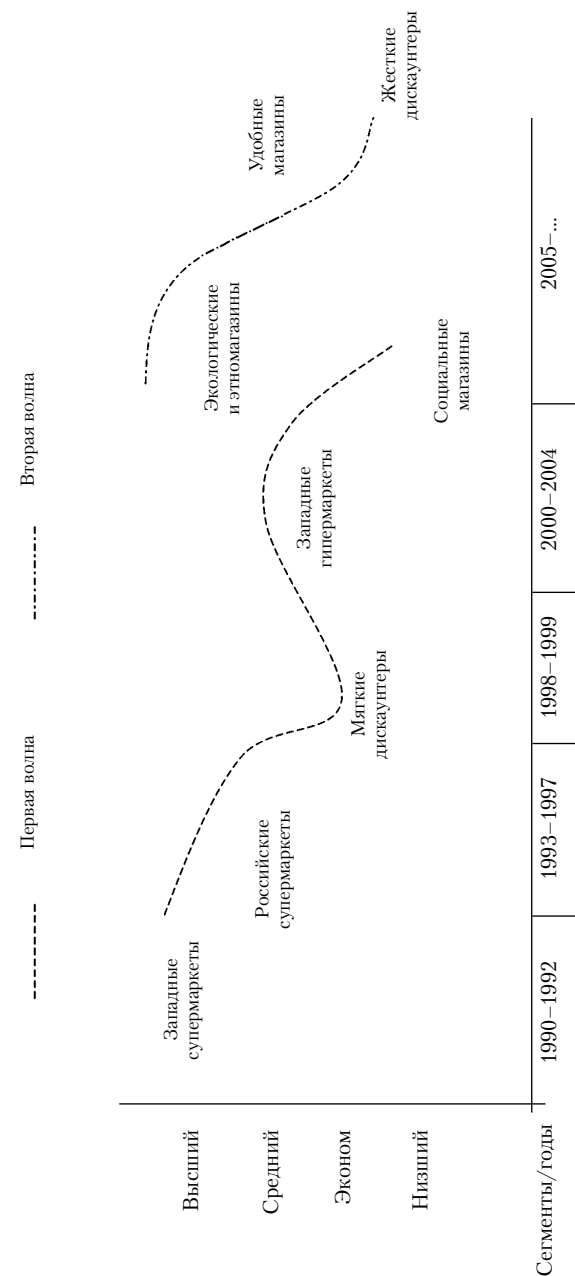 Первая волна
Вторая волна
Высший
Средний
Эконом
Низший
Западные
супермаркеты
Российские
супермаркеты
Мягкие
дискаунтеры
Западные
гипермаркеты
Социальные
магазины
Экологические
и этномагазины
Удобные
магазины
Жесткие
дискаунтеры
Сегменты/годы
1990–1992
1993–1997
1998–1999
2000–2004
2005–...